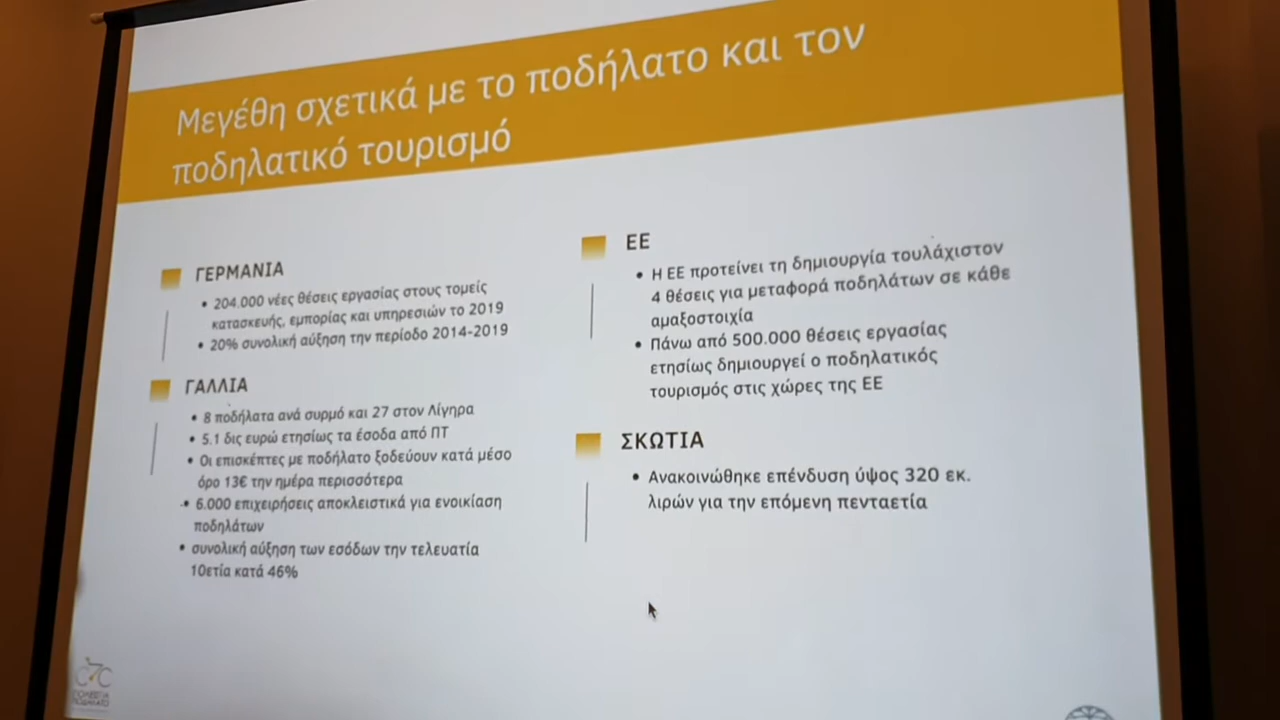 Μεγέθη σχετικά με το ποδήλατο και τον
ποδηλατικό τουρισμό
ΓΕΡΜΑΝΙΑ
• 204.000 νέες θέσεις εργασίας στους τομείς
κατασκευής, εμπορίας και υπηρεσιών το 2019
• 20% συνολική αύξηση την περίοδο 2014-2019
ΓΑΛΛΙΑ
• 8 ποδήλατα ανά συρμό και 27 στον Λίγηρα
• 5.1 δις ευρώ ετησίως τα έσοδα από ΠΤ
• Οι επισκέπτες με ποδήλατο ξοδεύουν κατά μέσο
όρο 13€ την ημέρα περισσότερα
• 6.000 επιχειρήσεις αποκλειστικά για ενοικίαση
ποδηλάτων
• συνολική αύξηση των εσόδων την τελευταία
10ετία κατά 46%
ΕΕ
• Η ΕΕ προτείνει τη δημιουργία τουλάχιστον
4 θέσεις για μεταφορά ποδηλάτων σε κάθε
αμαξοστοιχία
• Πάνω από 500.000 θέσεις εργασίας
ετησίως δημιουργεί ο ποδηλατικός
τουρισμός στις χώρες της ΕΕ
ΣΚΩΤΙΑ
• Ανακοινώθηκε επένδυση ύψος 320 εκ.
λιρών για την επόμενη πενταετία